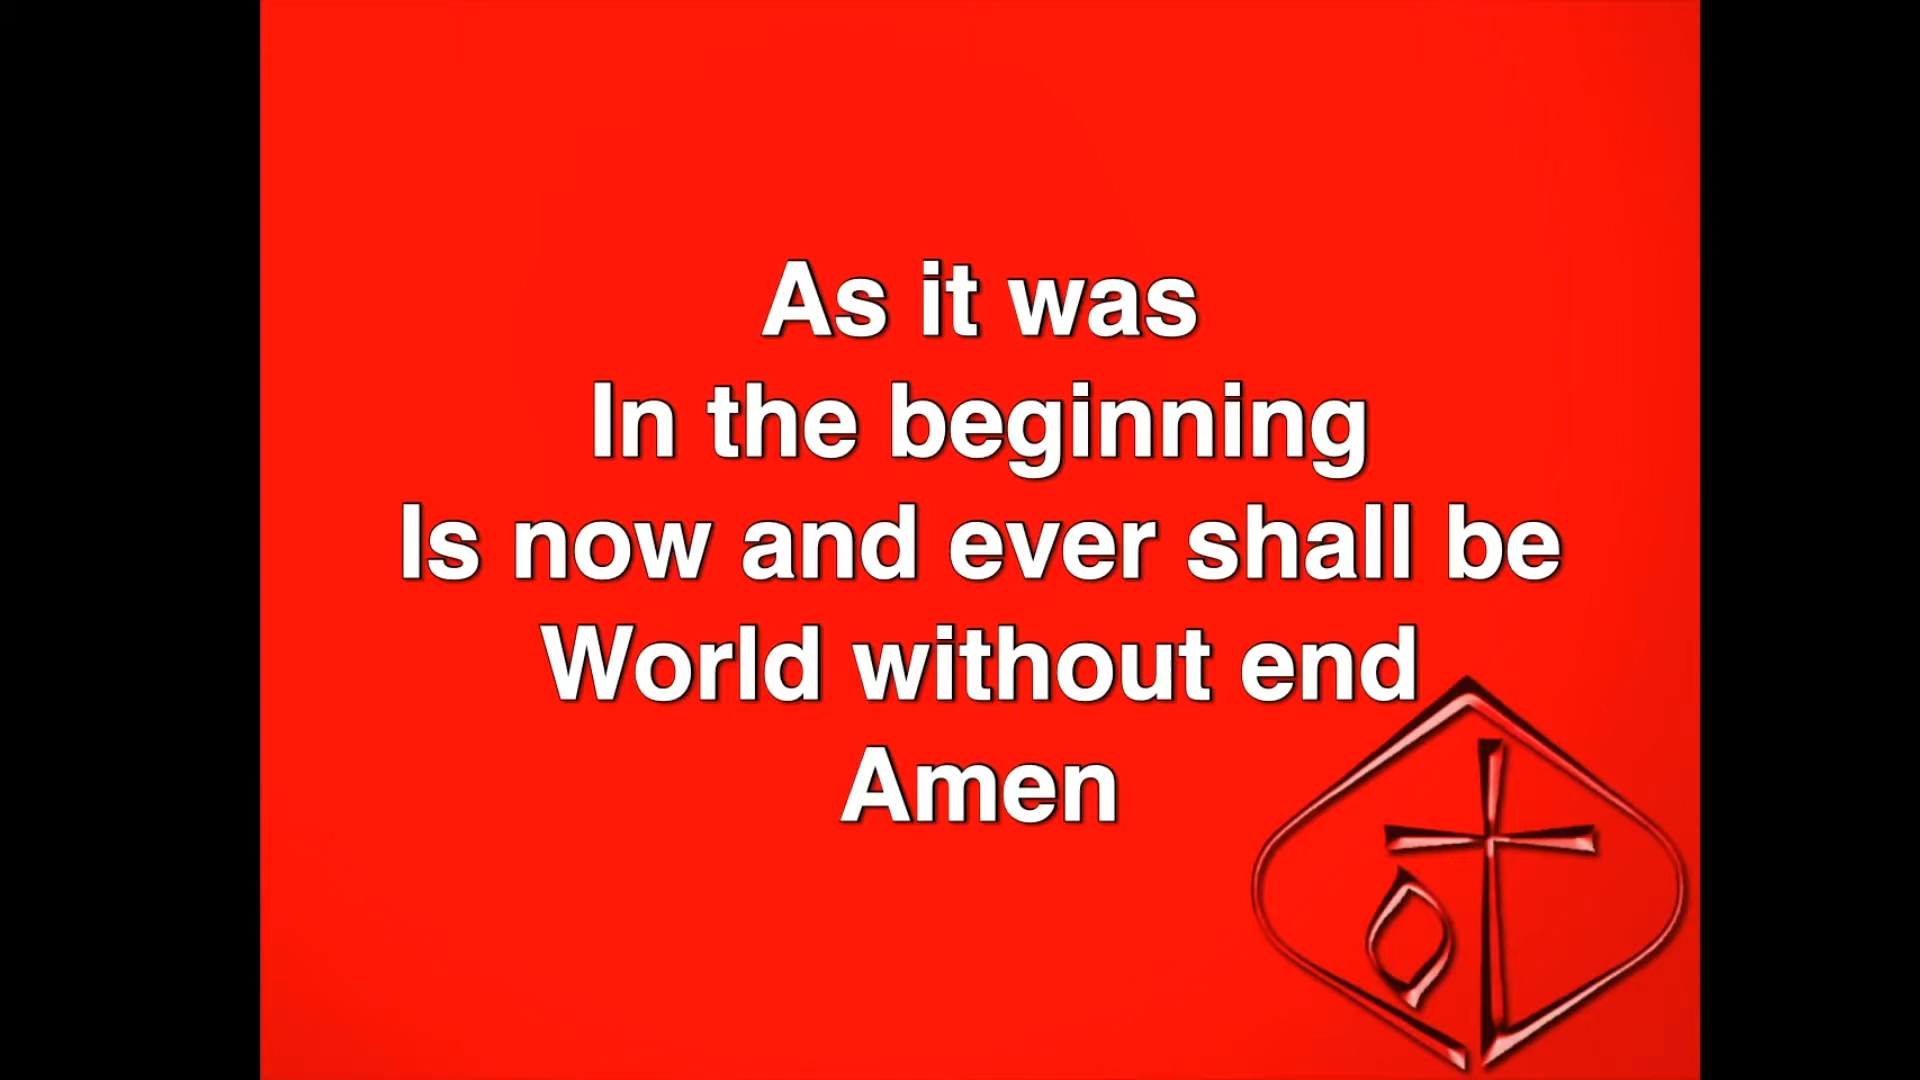 As it was
In the beginning
Is now and ever shall be
World without end
Amen